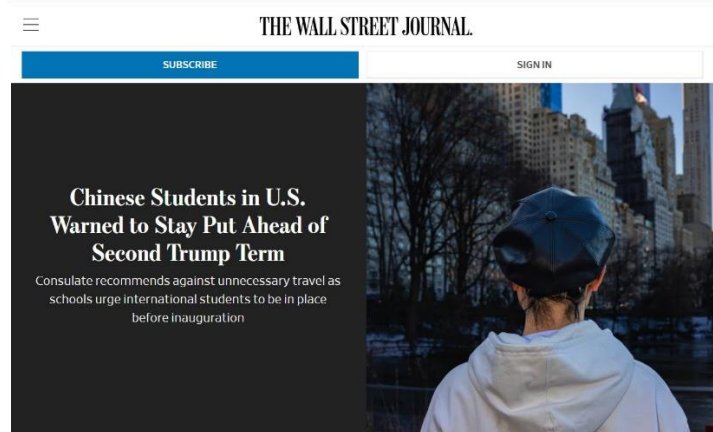 THE WALL STREET JOURNAL.
SUBSCRIBE
SIGN IN
Chinese Students in U.S.
Warned to Stay Put Ahead of
Second Trump Term
Consulate recommends against unnecessary travel as
schools urge international students to be in place
before inauguration